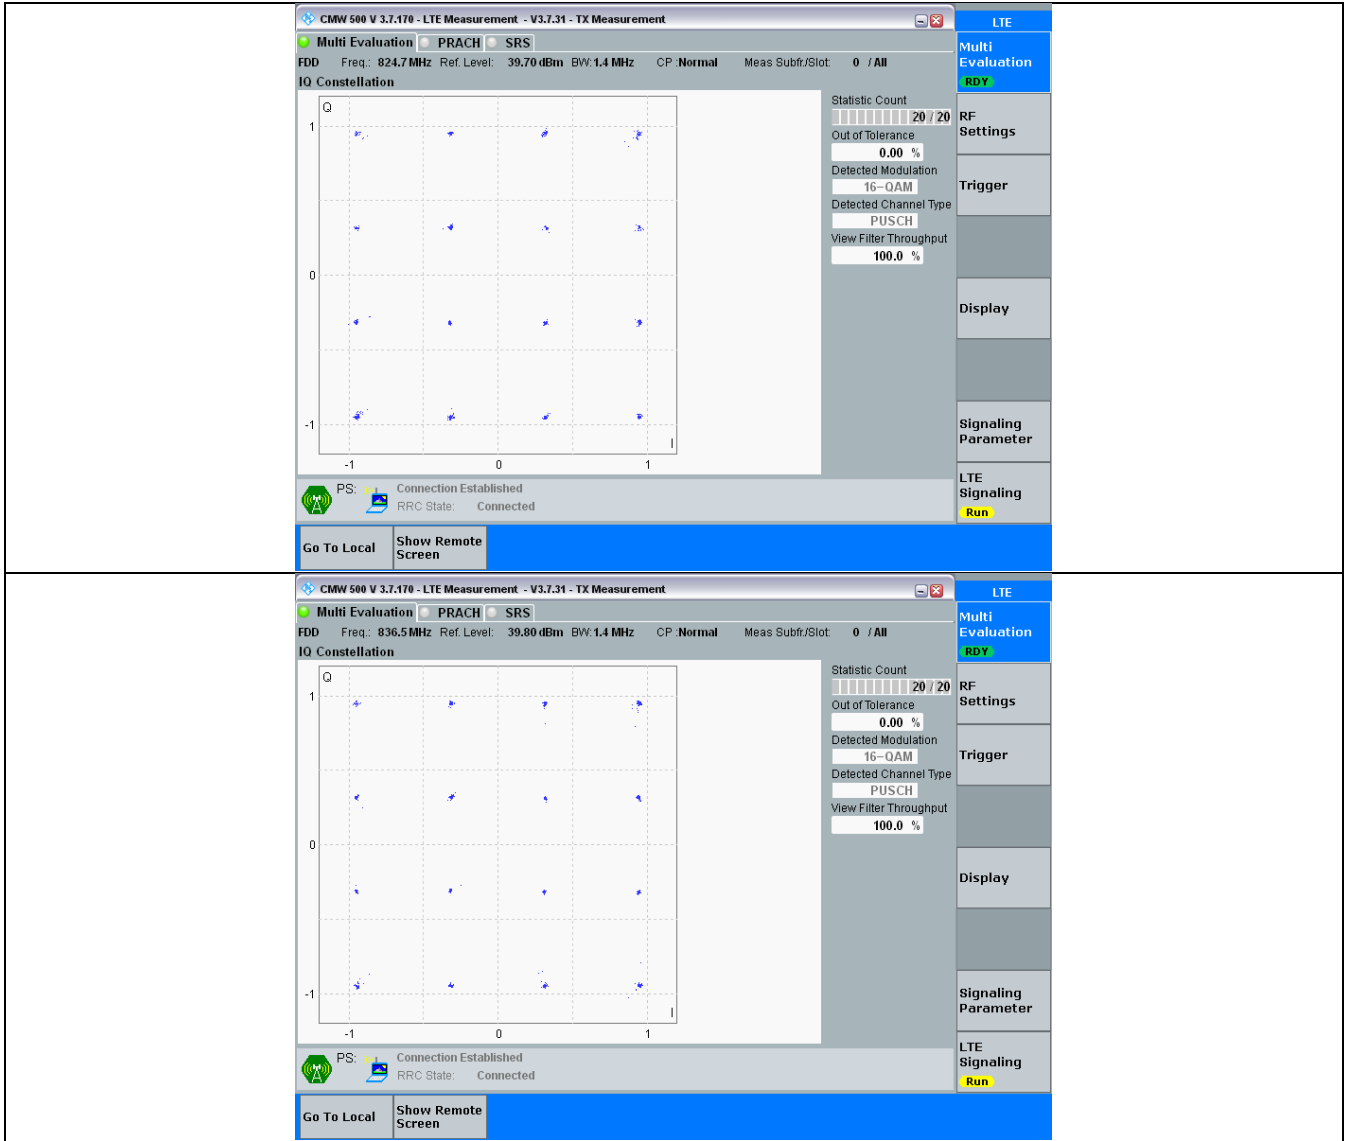 CMW 500 V 3.7.170 - LTE Measurement - V3.7.31 - TX Measurement
LTE
Multi Evaluation PRACH SRS
FDD Freq.: 824.7 MHz Ref. Level: 39.70 dBm BW: 1.4 MHz CP :Normal Meas Subfr./Slot: 0 / All
IQ Constellation
Multi
Evaluation
RDY
Q
1
0
-1
-1 0 1
I
Statistic Count
20 / 20
Out of Tolerance
0.00 %
Detected Modulation
16-QAM
Detected Channel Type
PUSCH
View Filter Throughput
100.0 %
RF
Settings
Trigger
Display
Signaling
Parameter
LTE
Signaling
Run
PS: Connection Established
RRC State: Connected
Go To Local
Show Remote
Screen
CMW 500 V 3.7.170 - LTE Measurement - V3.7.31 - TX Measurement
LTE
Multi Evaluation PRACH SRS
FDD Freq.: 836.5 MHz Ref. Level: 39.80 dBm BW: 1.4 MHz CP :Normal Meas Subfr./Slot: 0 / All
IQ Constellation
Multi
Evaluation
RDY
Q
1
0
-1
-1 0 1
I
Statistic Count
20 / 20
Out of Tolerance
0.00 %
Detected Modulation
16-QAM
Detected Channel Type
PUSCH
View Filter Throughput
100.0 %
RF
Settings
Trigger
Display
Signaling
Parameter
LTE
Signaling
Run
PS: Connection Established
RRC State: Connected
Go To Local
Show Remote
Screen